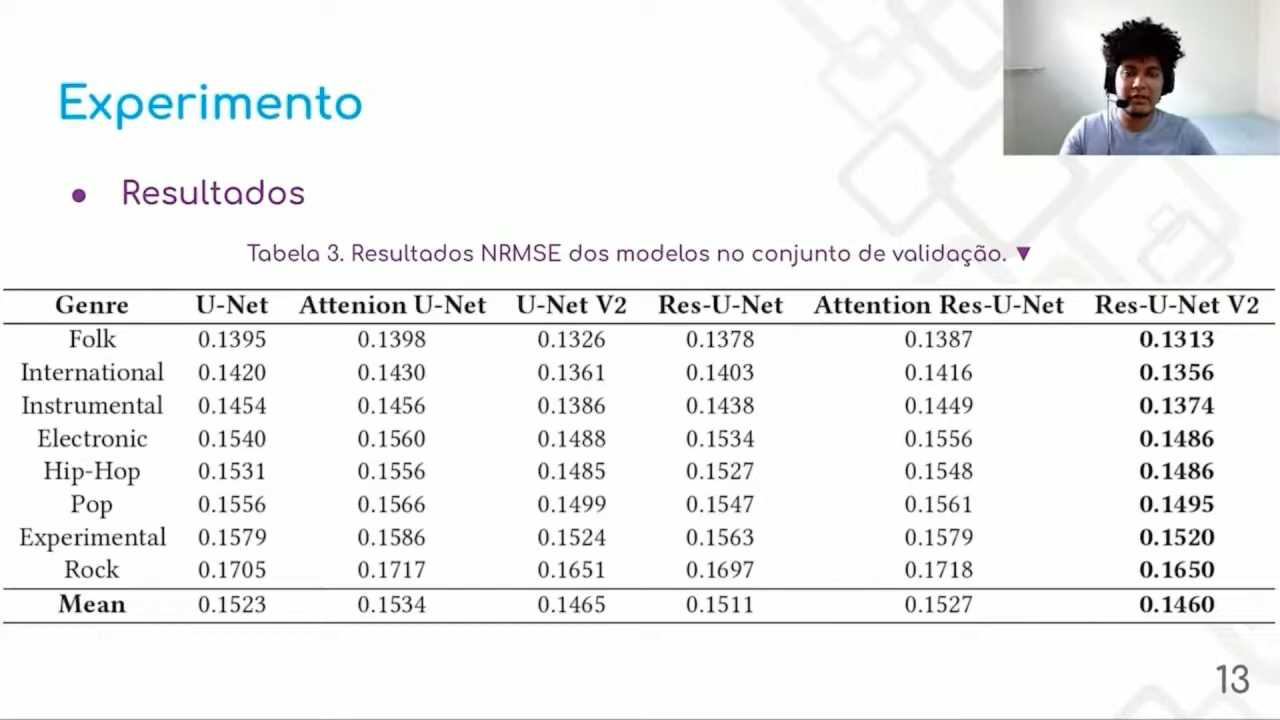 Experimento
● Resultados
Tabela 3. Resultados NRMSE dos modelos no conjunto de validação. ▼
Genre U-Net Attenion U-Net U-Net V2 Res-U-Net Attention Res-U-Net Res-U-Net V2
Folk 0.1395 0.1398 0.1326 0.1378 0.1387 0.1313
International 0.1420 0.1430 0.1361 0.1403 0.1416 0.1356
Instrumental 0.1454 0.1456 0.1386 0.1438 0.1449 0.1374
Electronic 0.1540 0.1560 0.1488 0.1534 0.1556 0.1486
Hip-Hop 0.1531 0.1556 0.1485 0.1527 0.1548 0.1486
Pop 0.1556 0.1566 0.1499 0.1547 0.1561 0.1495
Experimental 0.1579 0.1586 0.1524 0.1563 0.1579 0.1520
Rock 0.1705 0.1717 0.1651 0.1697 0.1718 0.1650
Mean 0.1523 0.1534 0.1465 0.1511 0.1527 0.1460
13